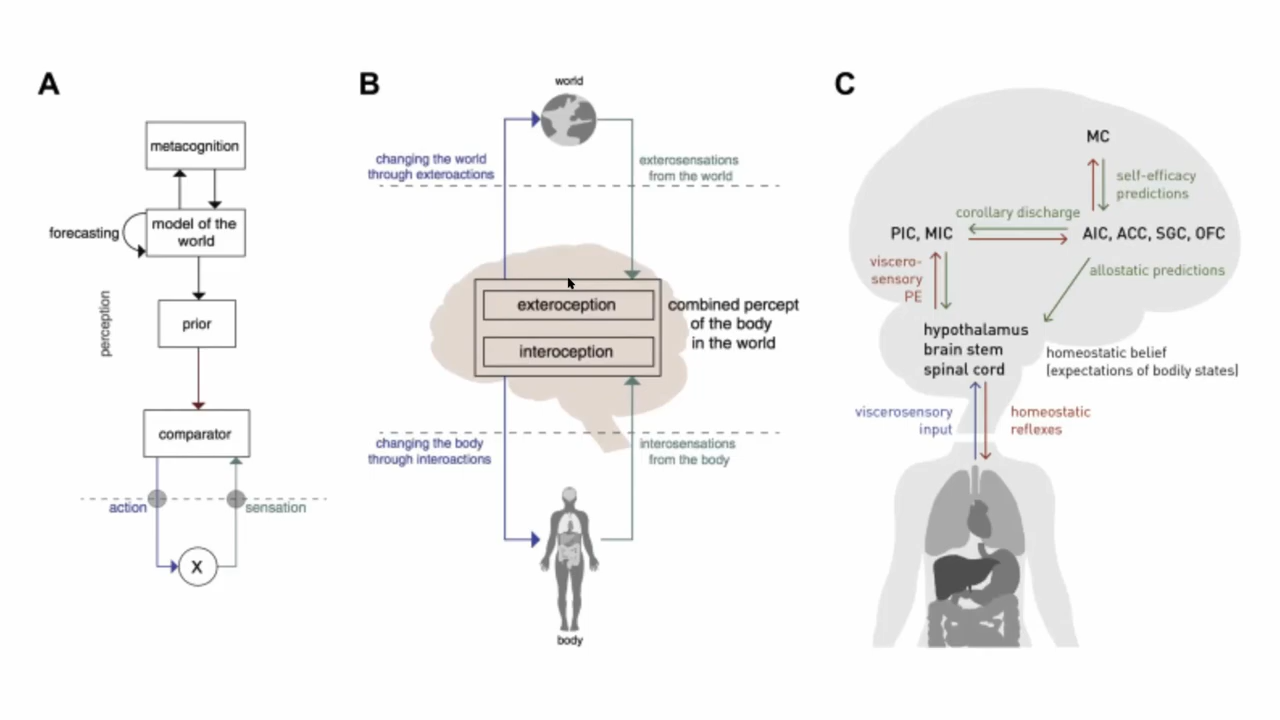 A
metacognition
forecasting
model of the
world
perception
prior
comparator
action
sensation
X
B
world
changing the world
through exteroactions
exterosensations
from the world
exteroception
interoception
combined percept
of the body
in the world
changing the body
through interoactions
interosensations
from the body
body
C
MC
self-efficacy
predictions
corollary discharge
PIC, MIC
AIC, ACC, SGC, OFC
viscero-
sensory
PE
allostatic predictions
hypothalamus
brain stem
spinal cord
homeostatic belief
(expectations of bodily states)
viscerosensory
input
homeostatic
reflexes